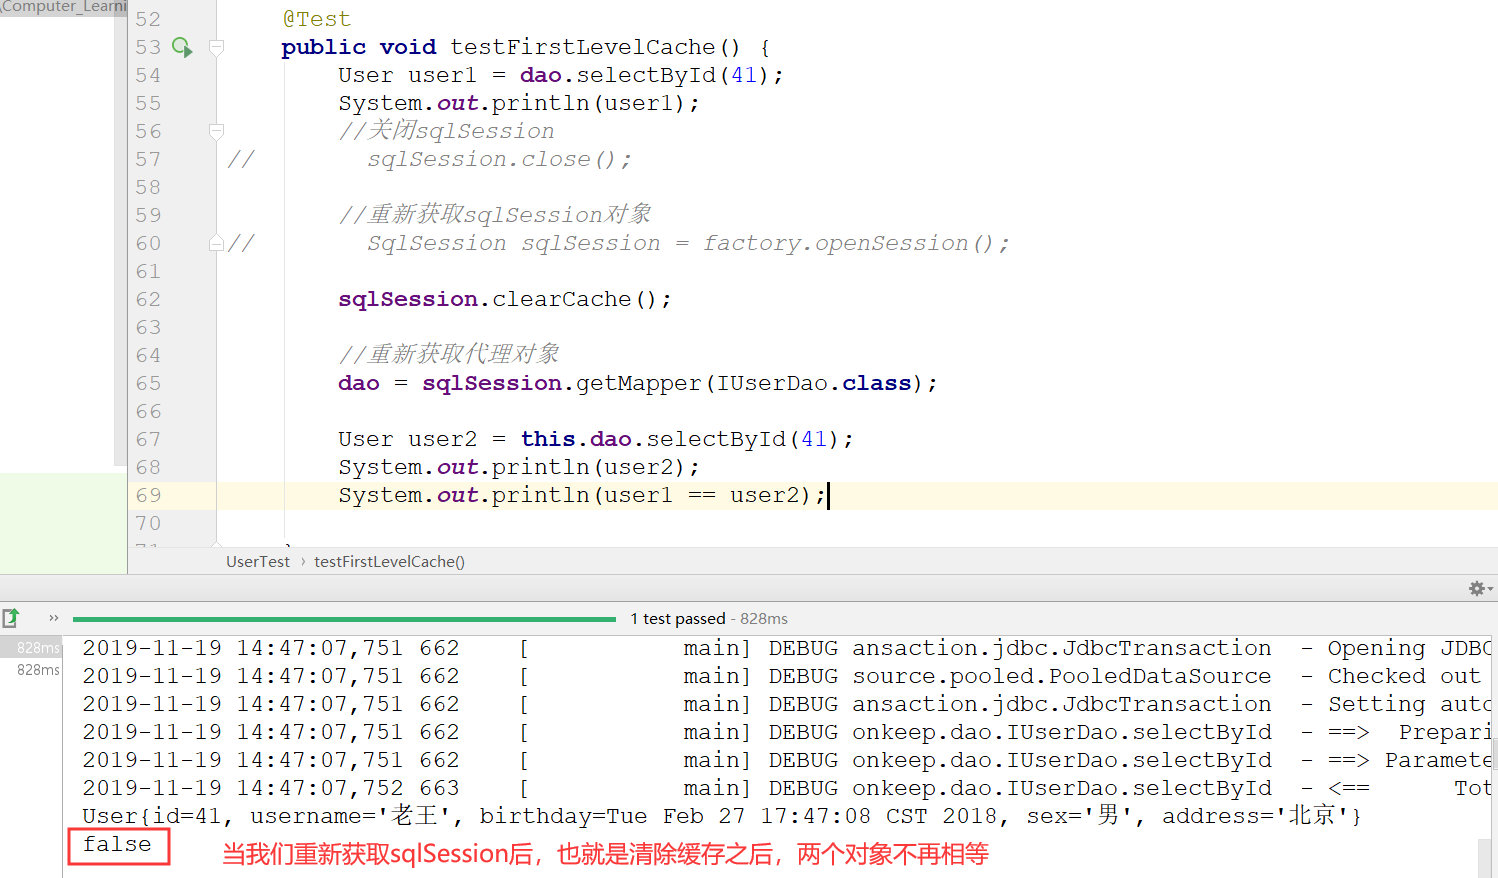 \Computer_Learni
52 @Test
53 public void testFirstLevelCache() {
54 User user1 = dao.selectById(41);
55 System.out.println(user1);
56 //关闭sqlSession
57 // sqlSession.close();
58
59 //重新获取sqlSession对象
60 // SqlSession sqlSession = factory.openSession();
61
62 sqlSession.clearCache();
63
64 //重新获取代理对象
65 dao = sqlSession.getMapper(IUserDao.class);
66
67 User user2 = this.dao.selectById(41);
68 System.out.println(user2);
69 System.out.println(user1 == user2);
70
UserTest › testFirstLevelCache()
» 1 test passed - 828ms
828ms 2019-11-19 14:47:07,751 662 [ main] DEBUG ansaction.jdbc.JdbcTransaction - Opening JDBC
828ms 2019-11-19 14:47:07,751 662 [ main] DEBUG source.pooled.PooledDataSource - Checked out
2019-11-19 14:47:07,751 662 [ main] DEBUG ansaction.jdbc.JdbcTransaction - Setting auto
2019-11-19 14:47:07,751 662 [ main] DEBUG onkeep.dao.IUserDao.selectById - ==> Prepari
2019-11-19 14:47:07,751 662 [ main] DEBUG onkeep.dao.IUserDao.selectById - ==> Paramete
2019-11-19 14:47:07,752 663 [ main] DEBUG onkeep.dao.IUserDao.selectById - <== Tot
User{id=41, username='老王', birthday=Tue Feb 27 17:47:08 CST 2018, sex='男', address='北京'}
false 当我们重新获取sqlSession后，也就是清除缓存之后，两个对象不再相等